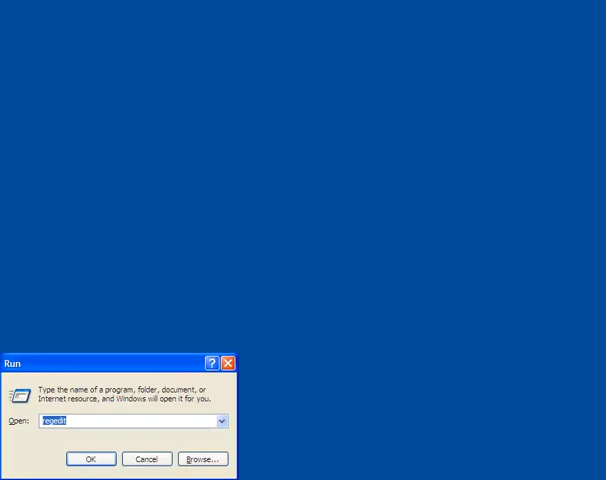 Run
Type the name of a program, folder, document, or
Internet resource, and Windows will open it for you.
Open: regedit
OK Cancel Browse...